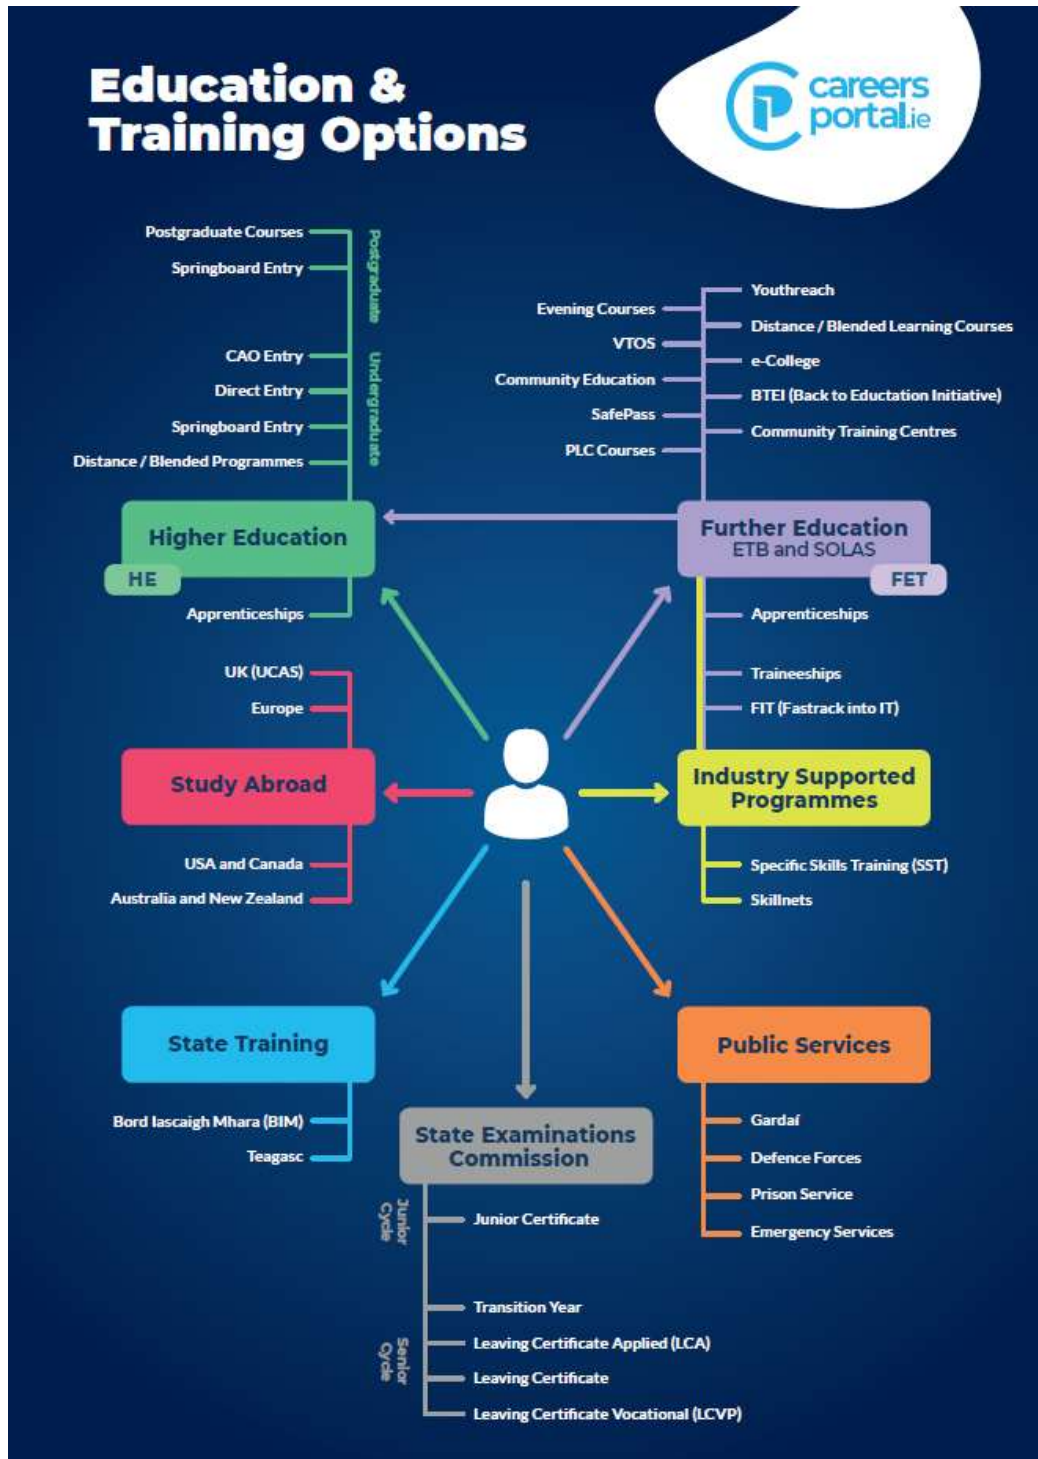 Education &
Training Options
careers
portal.ie
Postgraduate Courses
Springboard Entry
Postgraduate
CAO Entry
Direct Entry
Springboard Entry
Distance / Blended Programmes
Undergraduate
Higher Education
HE
Apprenticeships
Evening Courses
VTOS
Community Education
SafePass
PLC Courses
Youthreach
Distance / Blended Learning Courses
e-College
BTEI (Back to Eductation Initiative)
Community Training Centres
Further Education
ETB and SOLAS
FET
Apprenticeships
Traineeships
FIT (Fastrack into IT)
UK (UCAS)
Europe
Study Abroad
USA and Canada
Australia and New Zealand
Industry Supported
Programmes
Specific Skills Training (SST)
Skillnets
State Training
Bord Iascaigh Mhara (BIM)
Teagasc
Public Services
Gardaí
Defence Forces
Prison Service
Emergency Services
State Examinations
Commission
Junior
Cycle
Junior Certificate
Senior
Cycle
Transition Year
Leaving Certificate Applied (LCA)
Leaving Certificate
Leaving Certificate Vocational (LCVP)